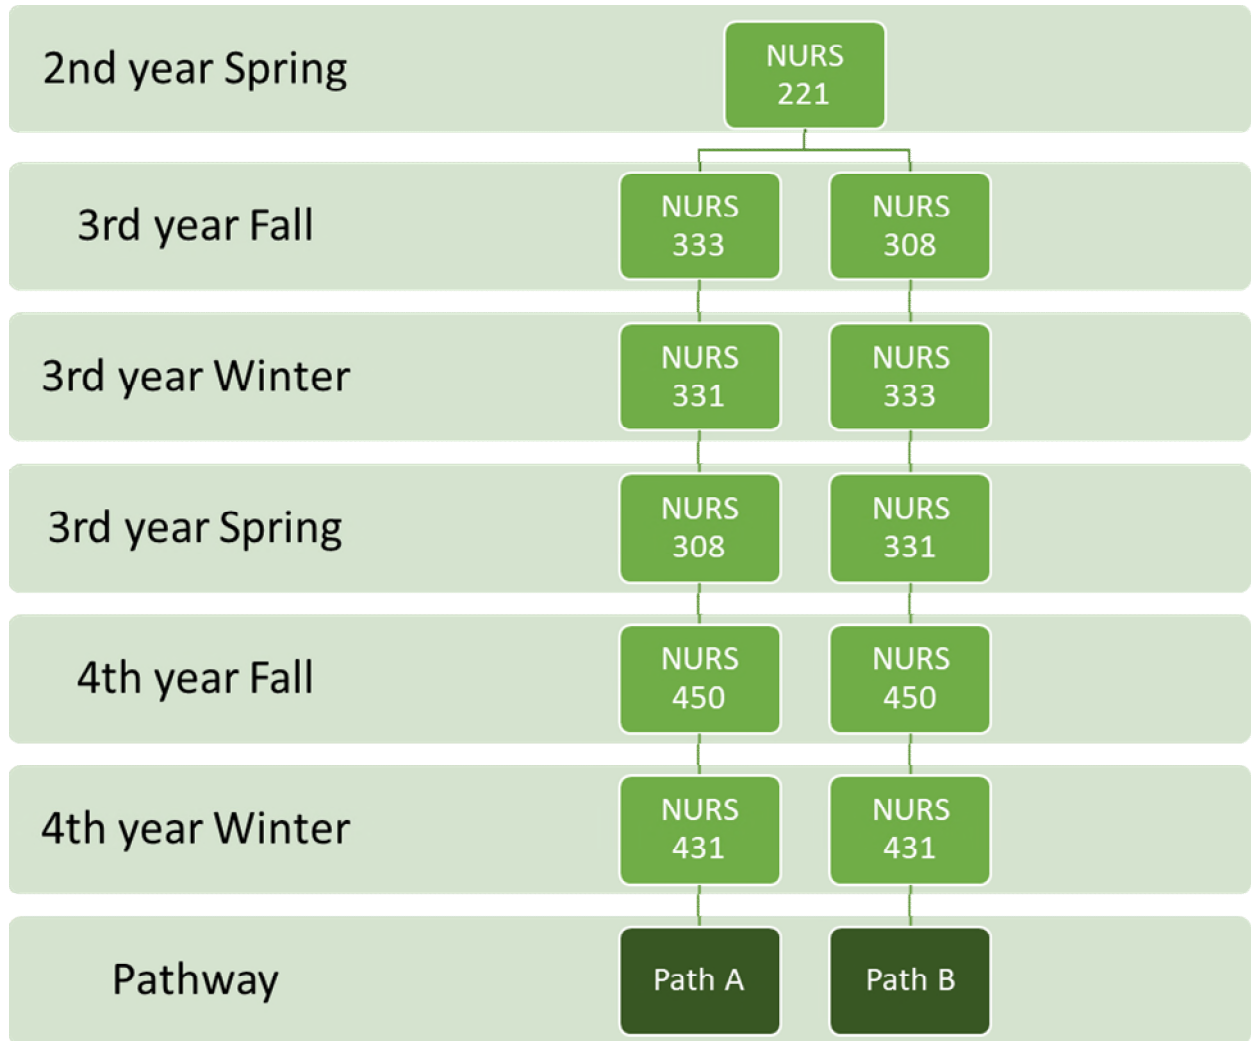 2nd year Spring
NURS
221
3rd year Fall
NURS
333
NURS
308
3rd year Winter
NURS
331
NURS
333
3rd year Spring
NURS
308
NURS
331
4th year Fall
NURS
450
NURS
450
4th year Winter
NURS
431
NURS
431
Pathway
Path A
Path B